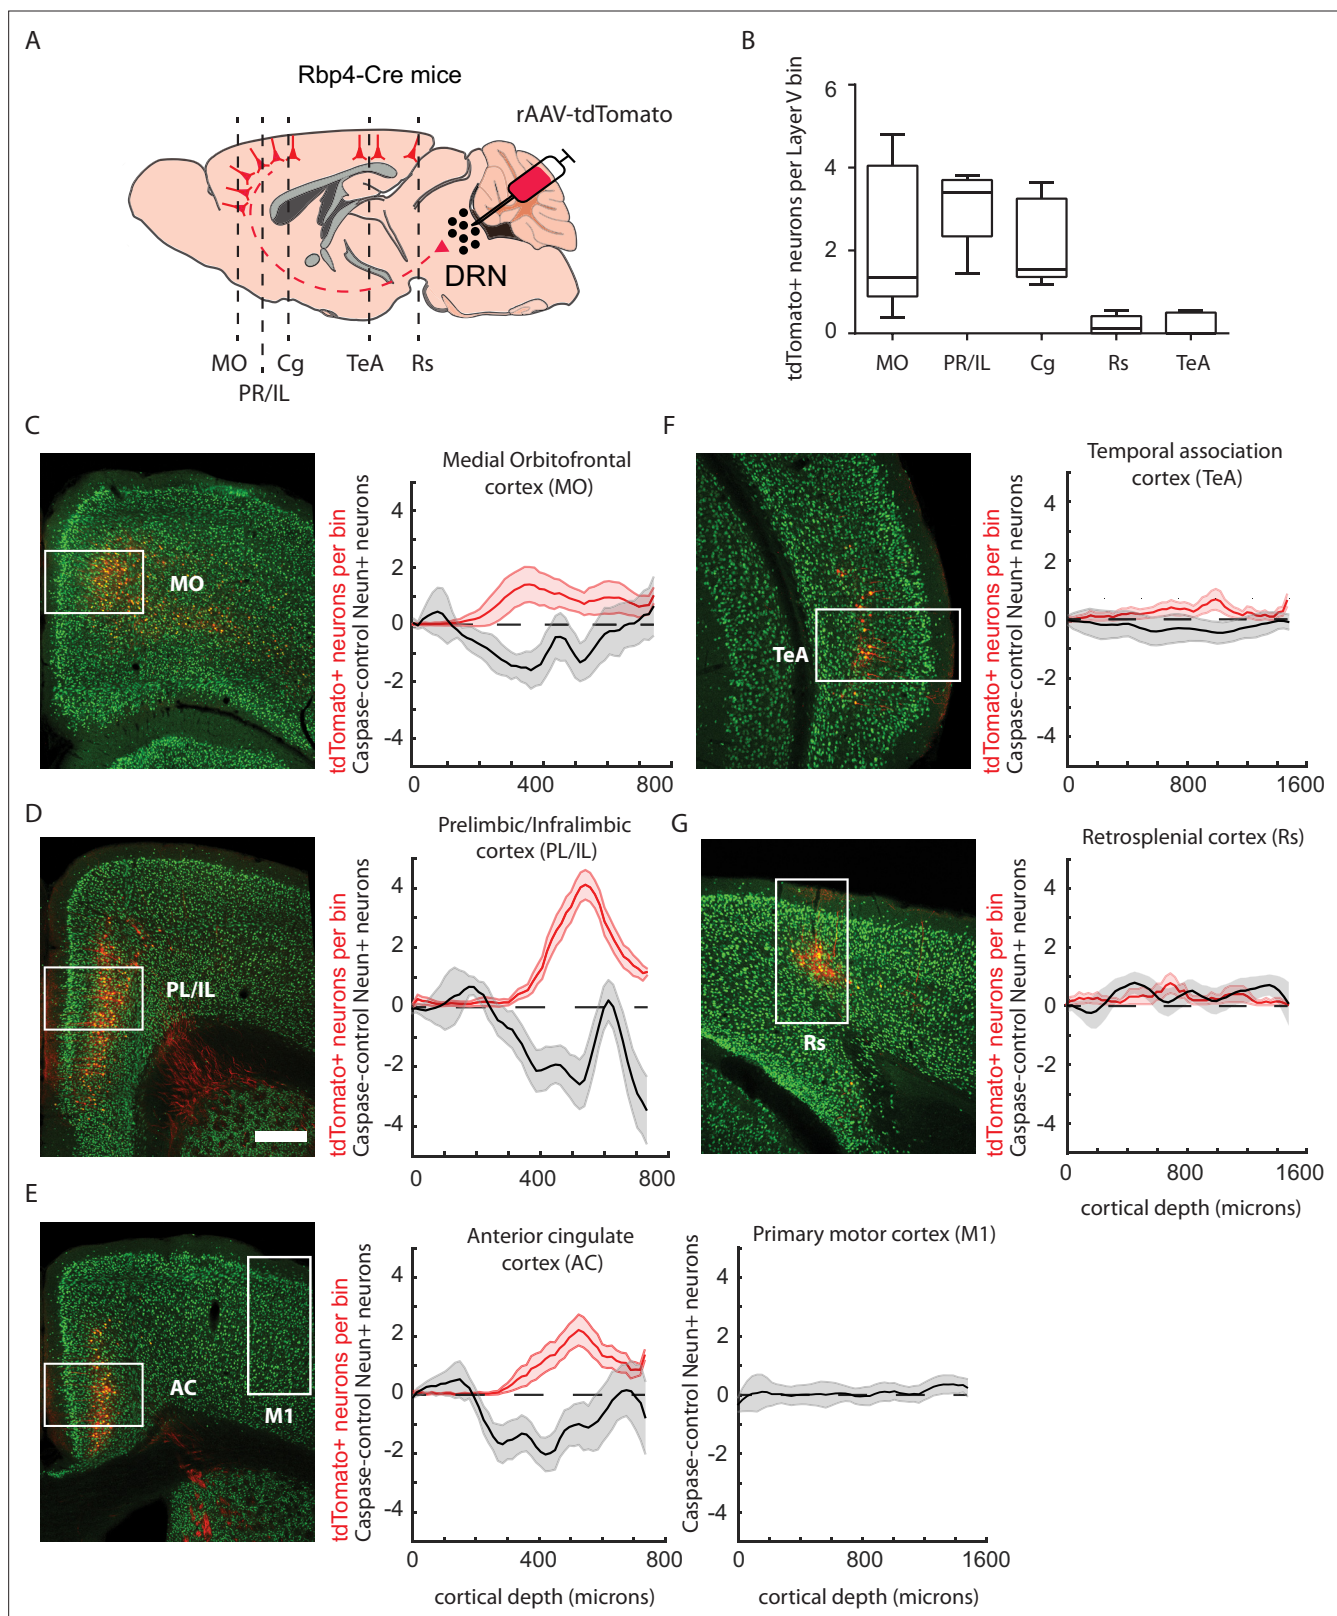 A
Rbp4-Cre mice
rAAV-tdTomato
DRN
MO
Cg
TeA
Rs
PR/IL
B
tdTomato+ neurons per Layer V bin
6
4
2
0
MO
PR/IL
Cg
Rs
TeA
C
MO
Medial Orbitofrontal
cortex (MO)
tdTomato+ neurons per bin
Caspase-control Neun+ neurons
4
2
0
-2
-4
0
400
800
F
TeA
Temporal association
cortex (TeA)
tdTomato+ neurons per bin
Caspase-control Neun+ neurons
4
2
0
-2
-4
0
800
1600
D
PL/IL
Prelimbic/Infralimbic
cortex (PL/IL)
tdTomato+ neurons per bin
Caspase-control Neun+ neurons
4
2
0
-2
-4
0
400
800
G
Rs
Retrosplenial cortex (Rs)
tdTomato+ neurons per bin
Caspase-control Neun+ neurons
4
2
0
-2
-4
0
800
1600
cortical depth (microns)
E
AC
M1
Anterior cingulate
cortex (AC)
tdTomato+ neurons per bin
Caspase-control Neun+ neurons
4
2
0
-2
-4
0
400
800
cortical depth (microns)
Primary motor cortex (M1)
Caspase-control Neun+ neurons
4
2
0
-2
-4
0
800
1600
cortical depth (microns)